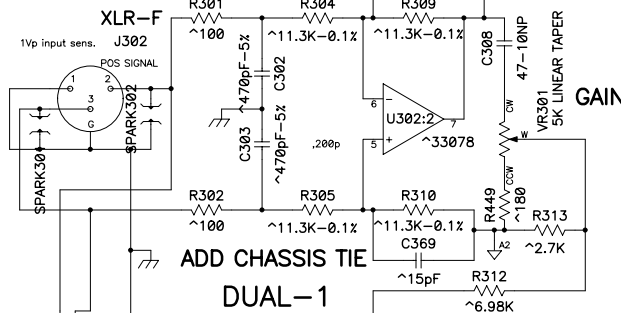 XLR-F
1Vp input sens.
J302
POS SIGNAL
1
2
3
G
SPARK302
SPARK30
R301
^100
R304
^11.3K-0.1%
R309
^11.3K-0.1%
C302
^470pF-5%
C303
^470pF-5%
,200p
6
5
7
U302:2
^33078
C308
47-10NP
VR301
5K LINEAR TAPER
GAIN
CW
W
CCW
R449
^180
R302
^100
R305
^11.3K-0.1%
R310
^11.3K-0.1%
C369
^15pF
A2
R313
^2.7K
R312
^6.98K
ADD CHASSIS TIE
DUAL-1